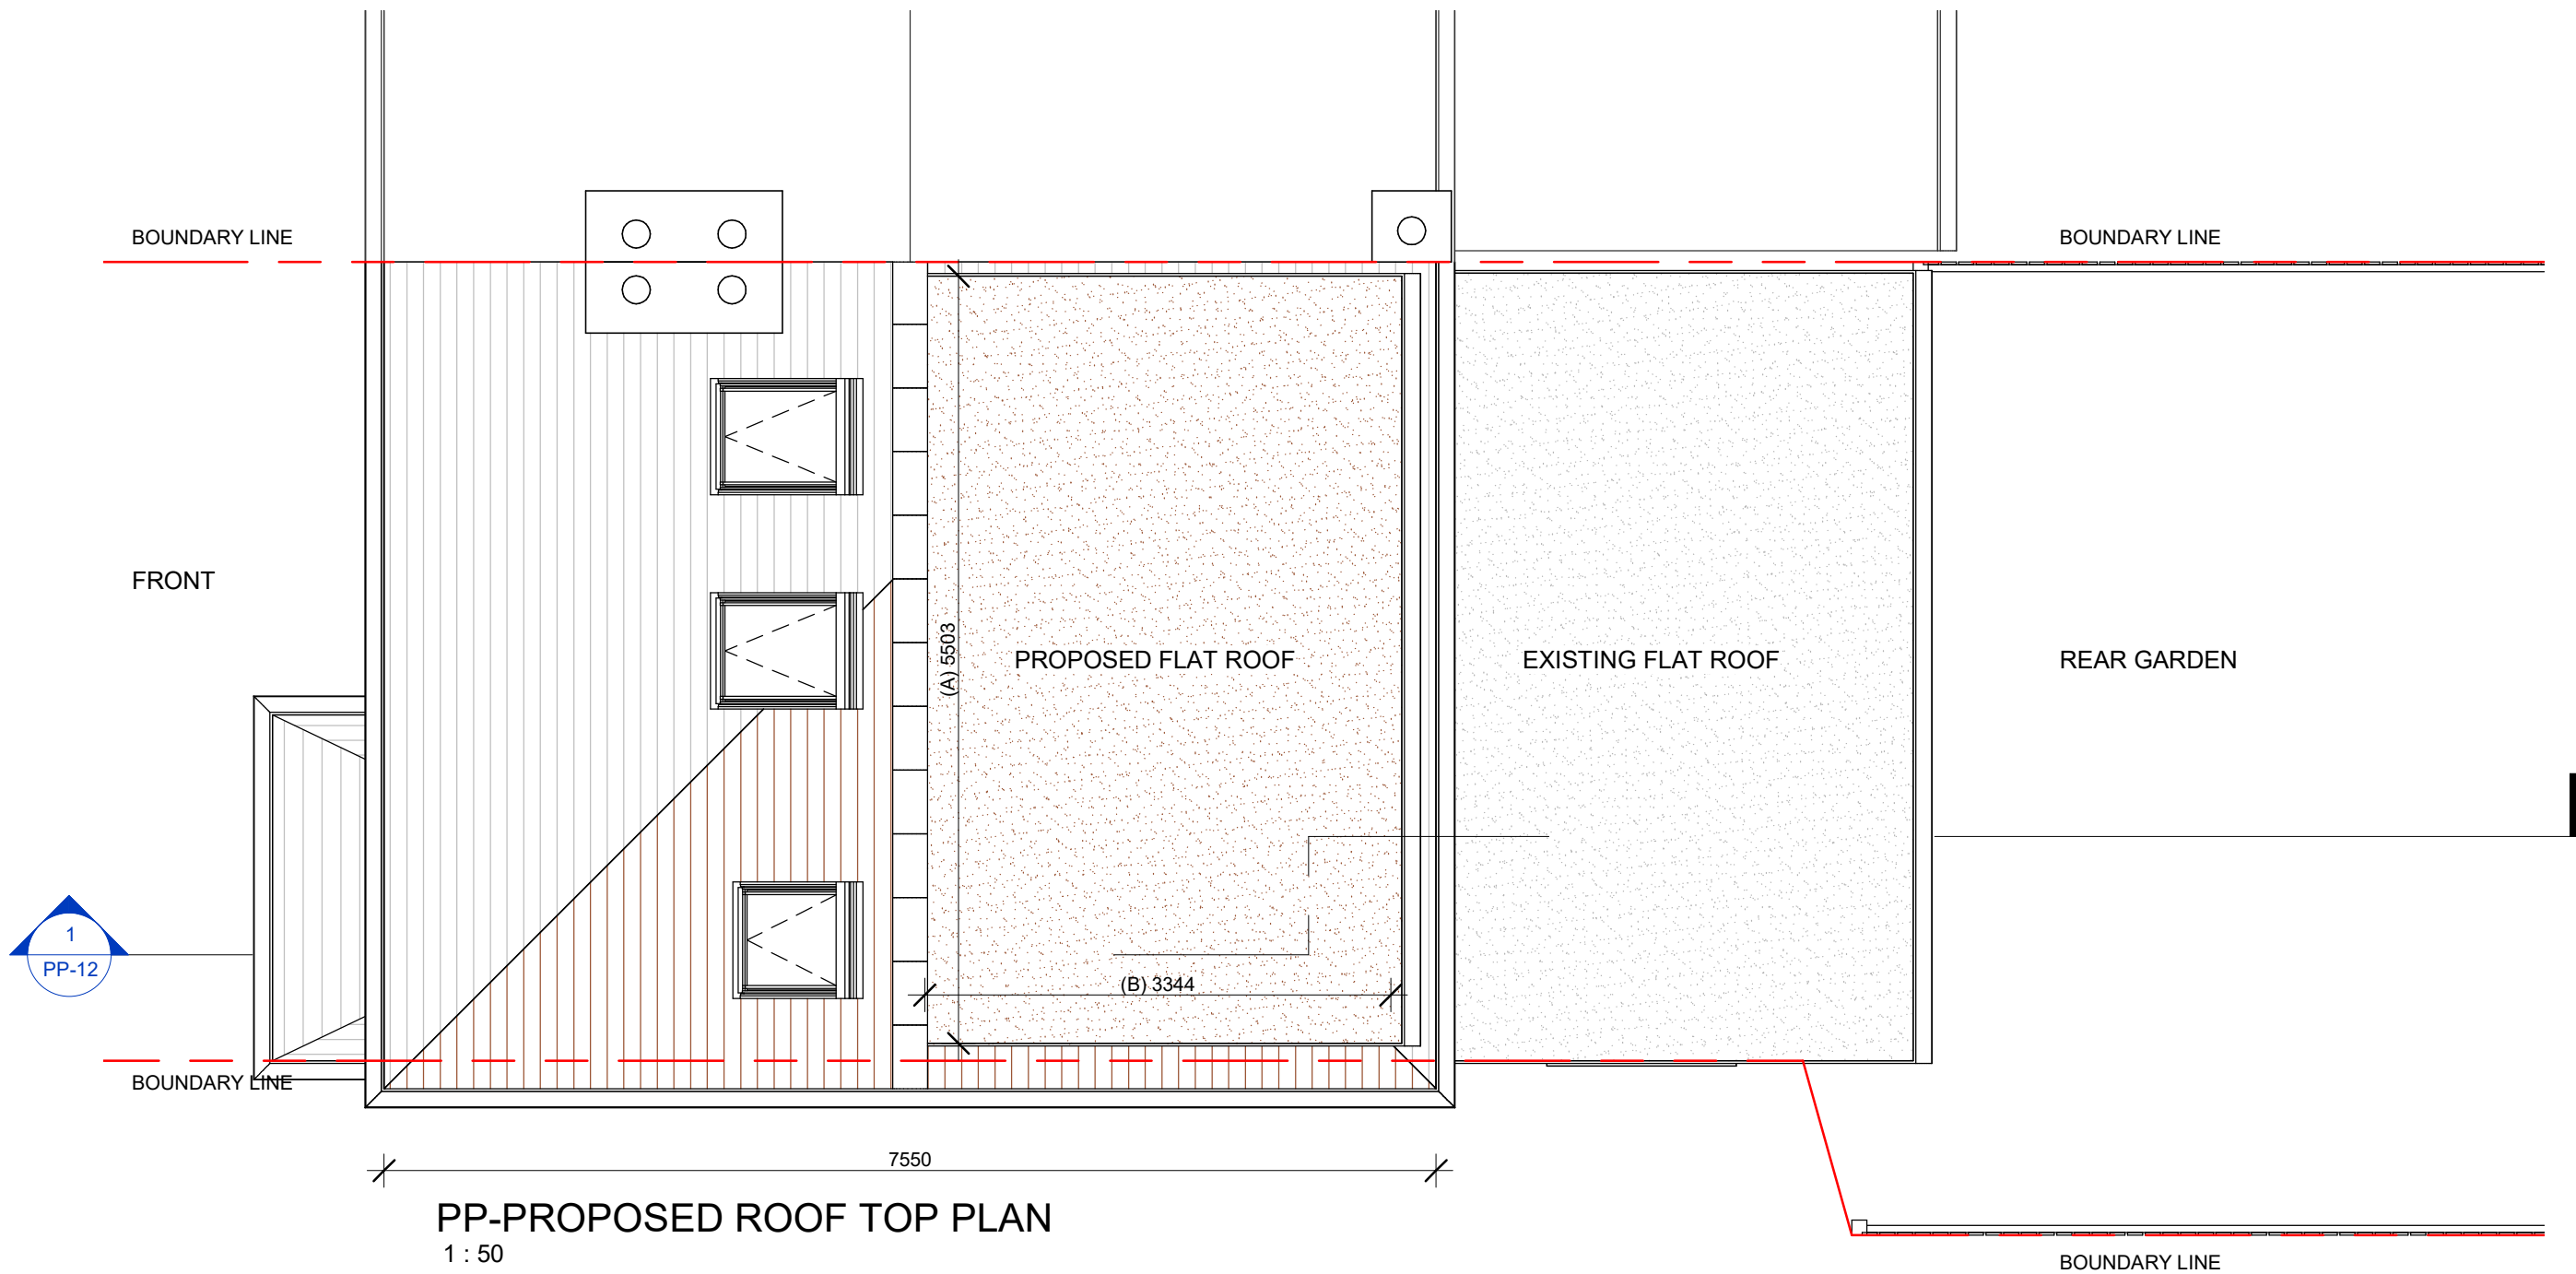 BOUNDARY LINE
BOUNDARY LINE
FRONT
(A) 5503
PROPOSED FLAT ROOF
EXISTING FLAT ROOF
REAR GARDEN
1
PP-12
(B) 3344
BOUNDARY LINE
7550
PP-PROPOSED ROOF TOP PLAN
1 : 50
BOUNDARY LINE